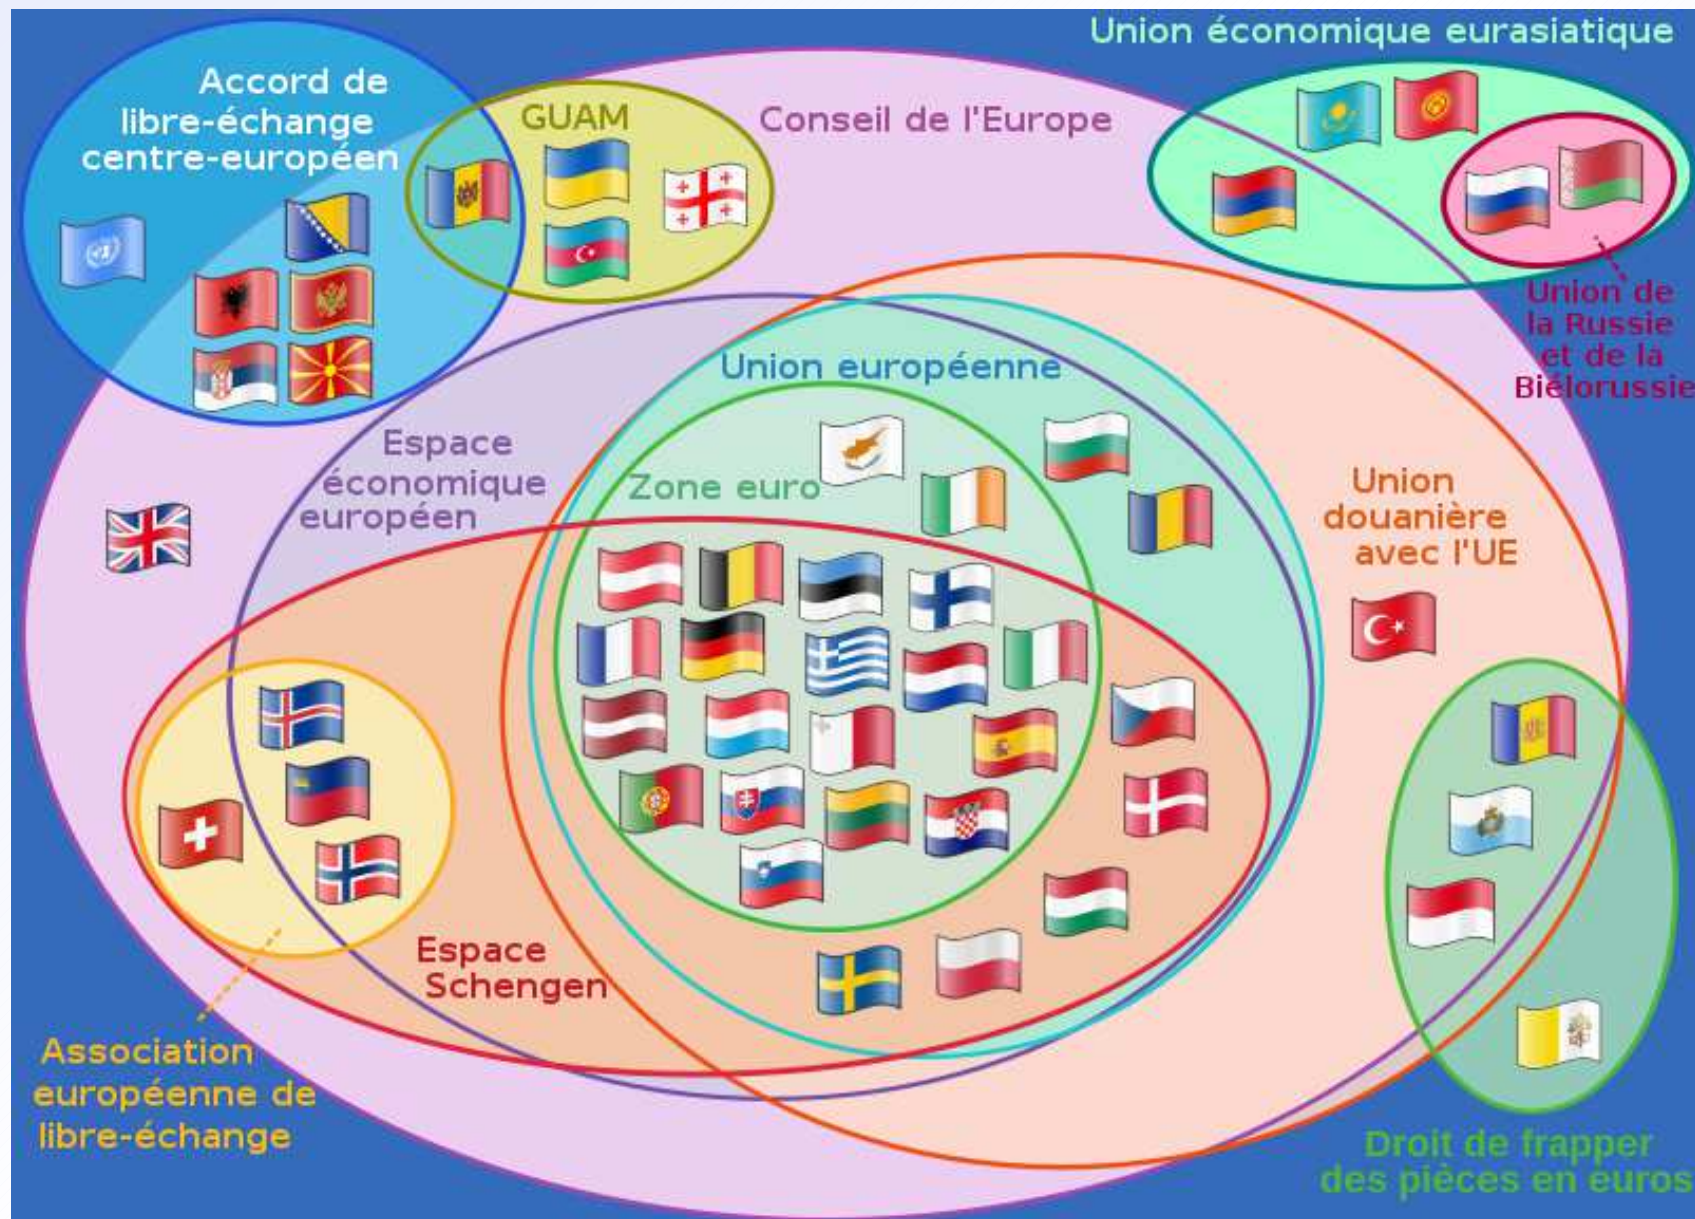 Union économique eurasiatique
Accord de
libre-échange
centre-européen
GUAM
Conseil de l'Europe
Union de
la Russie
et de la
Biélorussie
Union européenne
Espace
économique
européen
Zone euro
Union
douanière
avec l'UE
Espace
Schengen
Association
européenne de
libre-échange
Droit de frapper
des pièces en euros